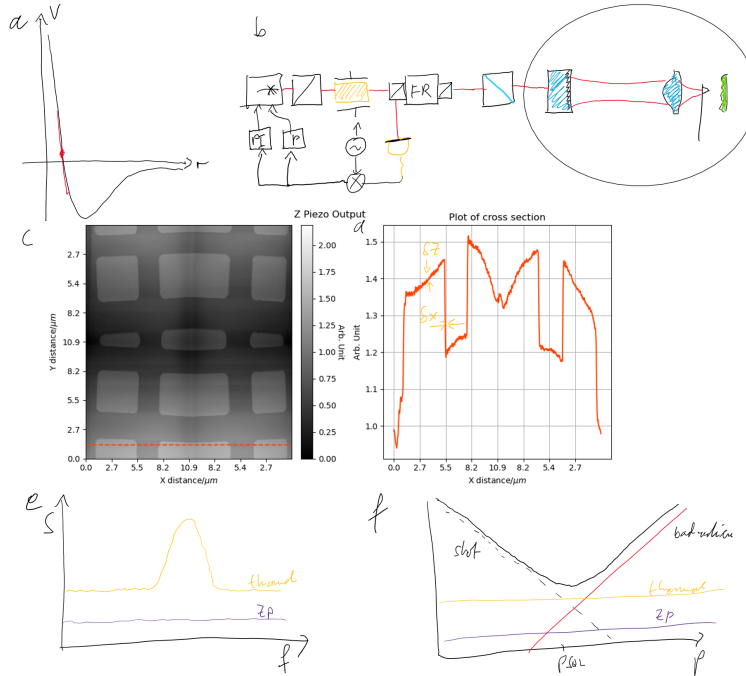 a
V
r
b
FR
PI
P
~
c
Z Piezo Output
2.7
5.4
8.2
10.9
8.2
5.5
2.7
0.0
Y distance/μm
0.0 2.7 5.5 8.2 10.9 8.2 5.4 2.7
X distance/μm
2.00
1.75
1.50
1.25
1.00
0.75
0.50
0.25
0.00
Arb. Unit
d
Plot of cross section
1.5
1.4
1.3
1.2
1.1
1.0
Arb. Unit
δz
δx
0.0 2.7 5.5 8.2 10.9 8.2 5.4 2.7
X distance/μm
e
S
thermal
zp
f
f
shot
back-action
thermal
zp
PSQL
P